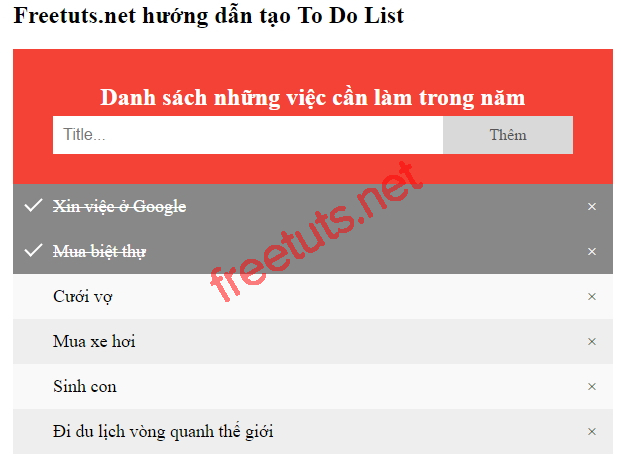 Freetuts.net hướng dẫn tạo To Do List
Danh sách những việc cần làm trong năm
Title... Thêm
Xin việc ở Google ×
Mua biệt thự ×
freetuts.net
Cưới vợ ×
Mua xe hơi ×
Sinh con ×
Đi du lịch vòng quanh thế giới ×